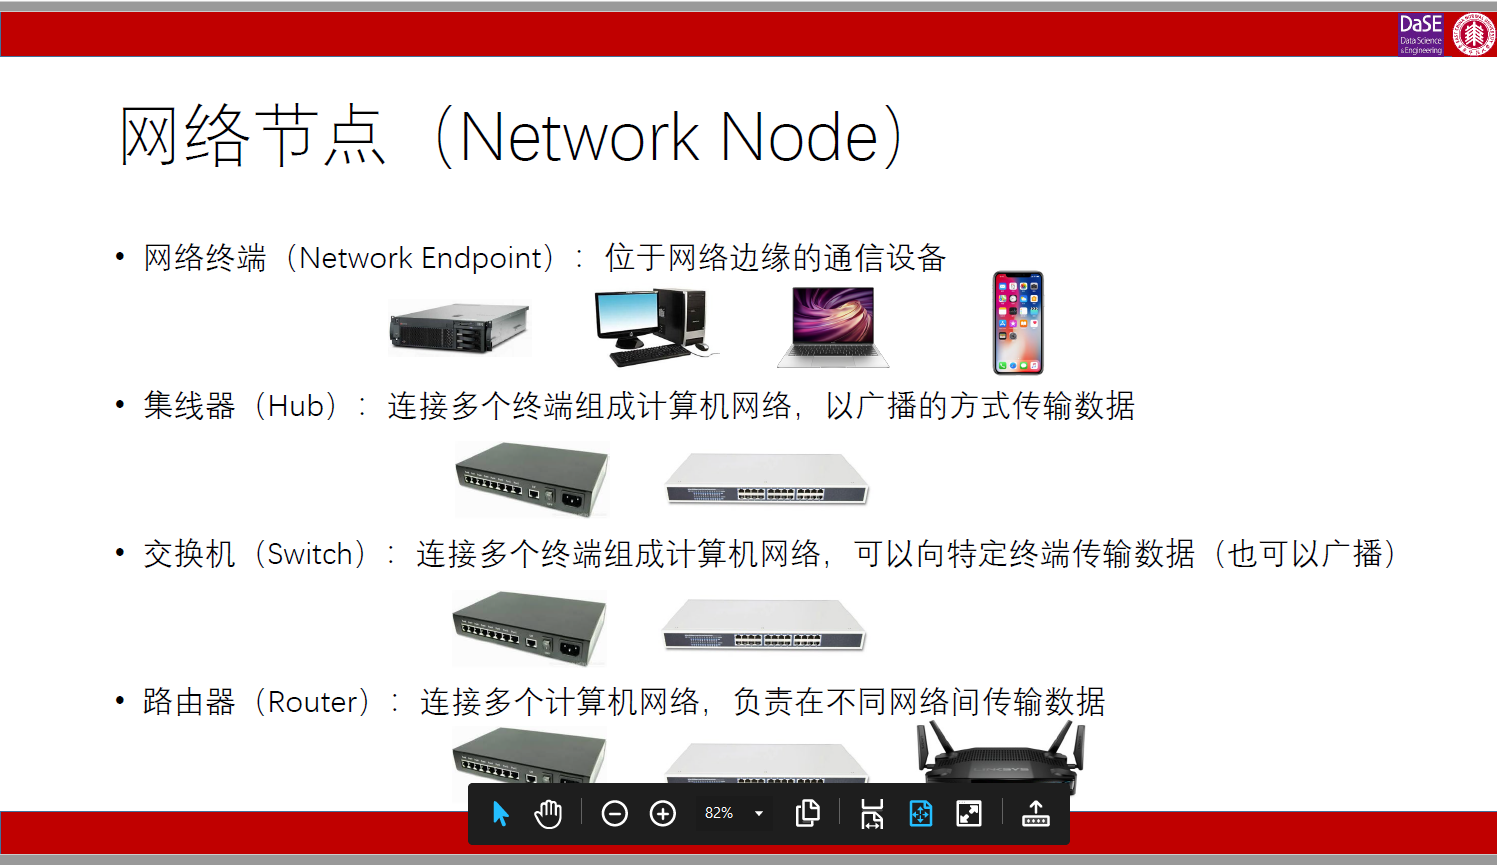 DaSE
Data Science
& Engineering
网络节点（Network Node）
• 网络终端（Network Endpoint）：位于网络边缘的通信设备
• 集线器（Hub）：连接多个终端组成计算机网络，以广播的方式传输数据
• 交换机（Switch）：连接多个终端组成计算机网络，可以向特定终端传输数据（也可以广播）
• 路由器（Router）：连接多个计算机网络，负责在不同网络间传输数据
82%